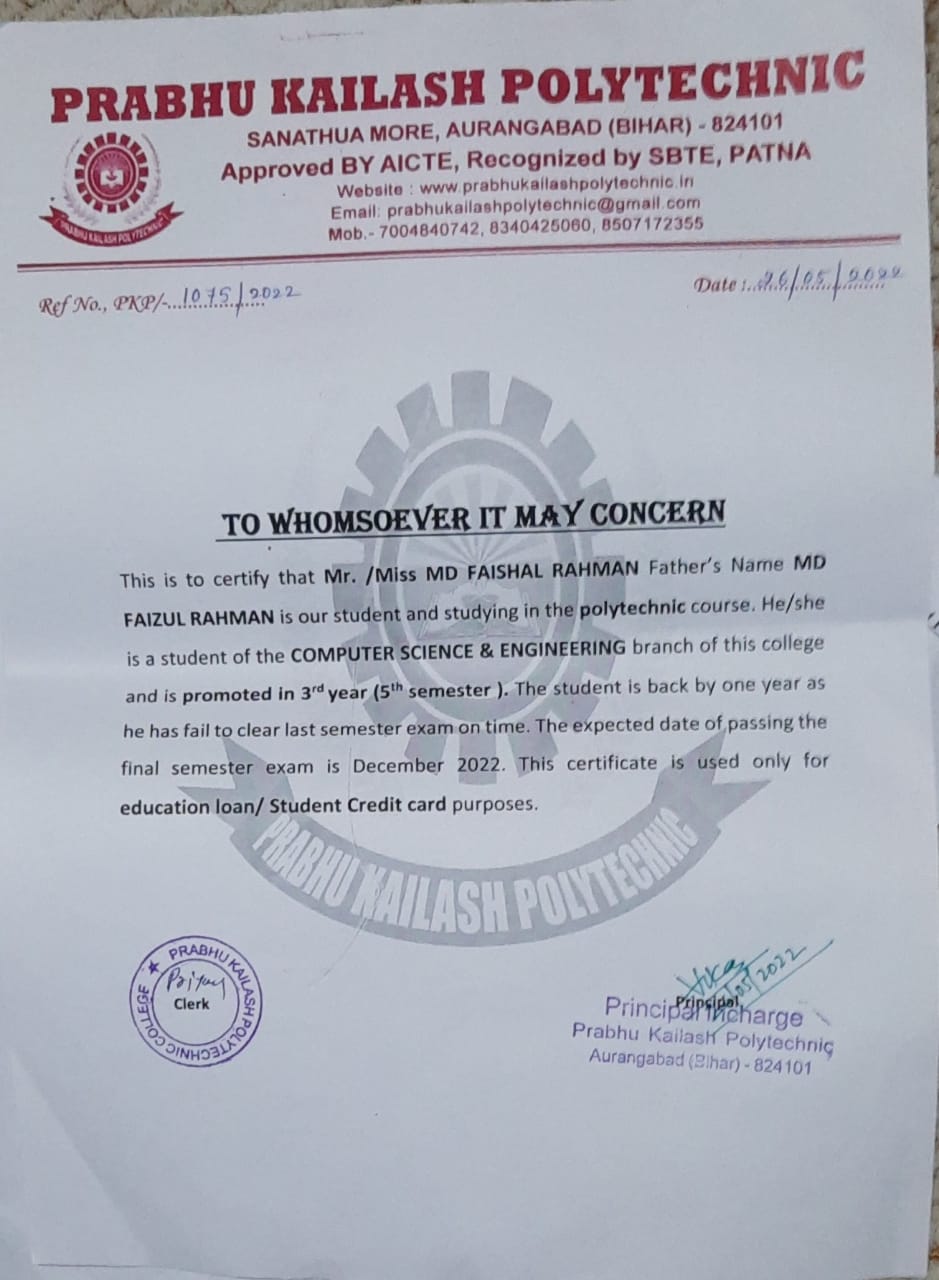 PRABHU KAILASH POLYTECHNIC
SANATHUA MORE, AURANGABAD (BIHAR) - 824101
Approved BY AICTE, Recognized by SBTE, PATNA
Website : www.prabhukailashpolytechnic.in
Email: prabhukailashpolytechnic@gmail.com
Mob.- 7004840742, 8340425060, 8507172355
PRABHU KAILASH POLYTECHNIC
Ref No., PKP/-...1075/2022
Date :..26/05/2022
TO WHOMSOEVER IT MAY CONCERN
This is to certify that Mr. /Miss MD FAISHAL RAHMAN Father's Name MD
FAIZUL RAHMAN is our student and studying in the polytechnic course. He/she
is a student of the COMPUTER SCIENCE & ENGINEERING branch of this college
and is promoted in 3rd year (5th semester ). The student is back by one year as
he has fail to clear last semester exam on time. The expected date of passing the
final semester exam is December 2022. This certificate is used only for
education loan/ Student Credit card purposes.
PRABHU KAILASH POLYTECHNIC
PRABHU KAILASH POLYTECHNIC COLLEGE
Clerk
/05/2022
Principal
Principal Incharge
Prabhu Kailash Polytechnic
Aurangabad (Bihar) - 824101